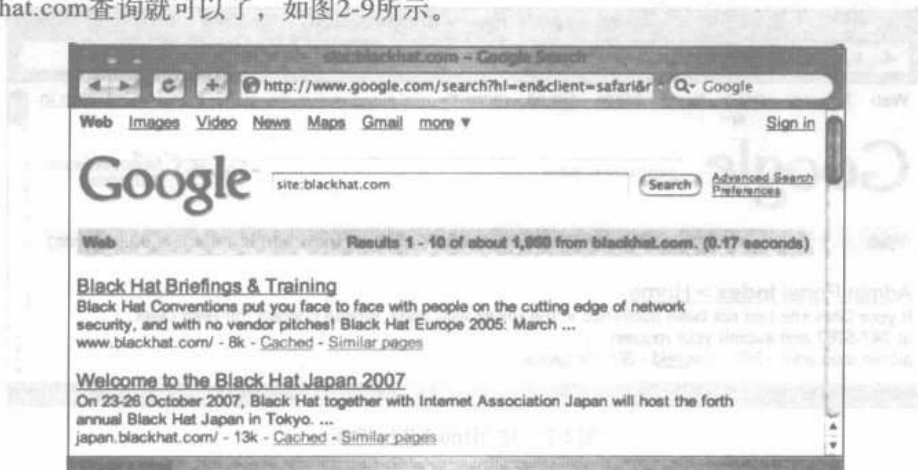 hat.com查询就可以了，如图2-9所示。
site:blackhat.com – Google Search
http://www.google.com/search?hl=en&client=safari&r Google
Web Images Video News Maps Gmail more ▼ Sign in
Google site:blackhat.com Search Advanced Search
Preferences
Web Results 1 - 10 of about 1,960 from blackhat.com. (0.17 seconds)
Black Hat Briefings & Training
Black Hat Conventions put you face to face with people on the cutting edge of network
security, and with no vendor pitches! Black Hat Europe 2005: March ...
www.blackhat.com/ - 8k - Cached - Similar pages
Welcome to the Black Hat Japan 2007
On 23-26 October 2007, Black Hat together with Internet Association Japan will host the forth
annual Black Hat Japan in Tokyo. ...
japan.blackhat.com/ - 13k - Cached - Similar pages